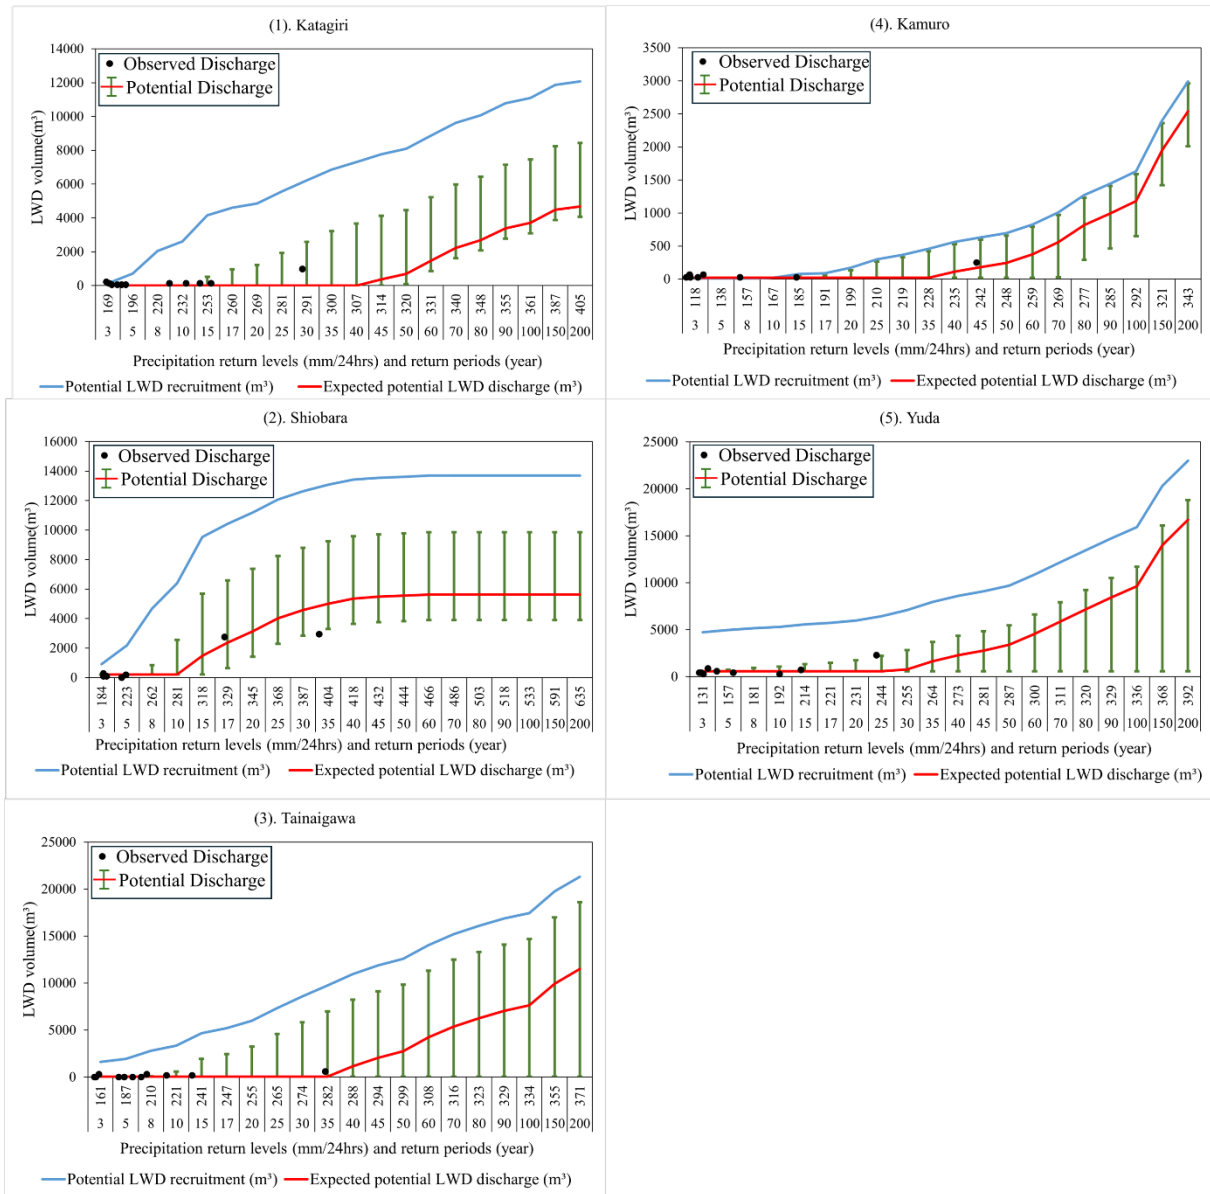 (1). Katagiri
14000
12000
10000
8000
6000
4000
2000
0
LWD volume(m³)
Observed Discharge
Potential Discharge
169 196 220 232 253 260 269 281 291 300 307 314 320 331 340 348 355 361 387 405
3 5 8 10 15 17 20 25 30 35 40 45 50 60 70 80 90 100 150 200
Precipitation return levels (mm/24hrs) and return periods (year)
Potential LWD recruitment (m³) Expected potential LWD discharge (m³)
(4). Kamuro
3500
3000
2500
2000
1500
1000
500
0
LWD volume (m³)
Observed Discharge
Potential Discharge
118 138 157 167 185 191 199 210 219 228 235 242 248 259 269 277 285 292 321 343
3 5 8 10 15 17 20 25 30 35 40 45 50 60 70 80 90 100 150 200
Precipitation return levels (mm/24hrs) and return periods (year)
Potential LWD recruitment (m³) Expected potential LWD discharge (m³)
(2). Shiobara
16000
14000
12000
10000
8000
6000
4000
2000
0
LWD volume(m³)
Observed Discharge
Potential Discharge
184 223 262 281 318 329 345 368 387 404 418 432 444 466 486 503 518 533 591 635
3 5 8 10 15 17 20 25 30 35 40 45 50 60 70 80 90 100 150 200
Precipitation return levels (mm/24hrs) and return periods (year)
Potential LWD recruitment (m³) Expected potential LWD discharge (m³)
(5). Yuda
25000
20000
15000
10000
5000
0
LWD volume(m³)
Observed Discharge
Potential Discharge
131 157 181 192 214 221 231 244 255 264 273 281 287 300 311 320 329 336 368 392
3 5 8 10 15 17 20 25 30 35 40 45 50 60 70 80 90 100 150 200
Precipitation return levels (mm/24hrs) and return periods (year)
Potential LWD recruitment (m³) Expected potential LWD discharge (m³)
(3). Tainaigawa
25000
20000
15000
10000
5000
0
LWD volume(m³)
Observed Discharge
Potential Discharge
161 187 210 221 241 247 255 265 274 282 288 294 299 308 316 323 329 334 355 371
3 5 8 10 15 17 20 25 30 35 40 45 50 60 70 80 90 100 150 200
Precipitation return levels (mm/24hrs) and return periods (year)
Potential LWD recruitment (m³) Expected potential LWD discharge (m³)